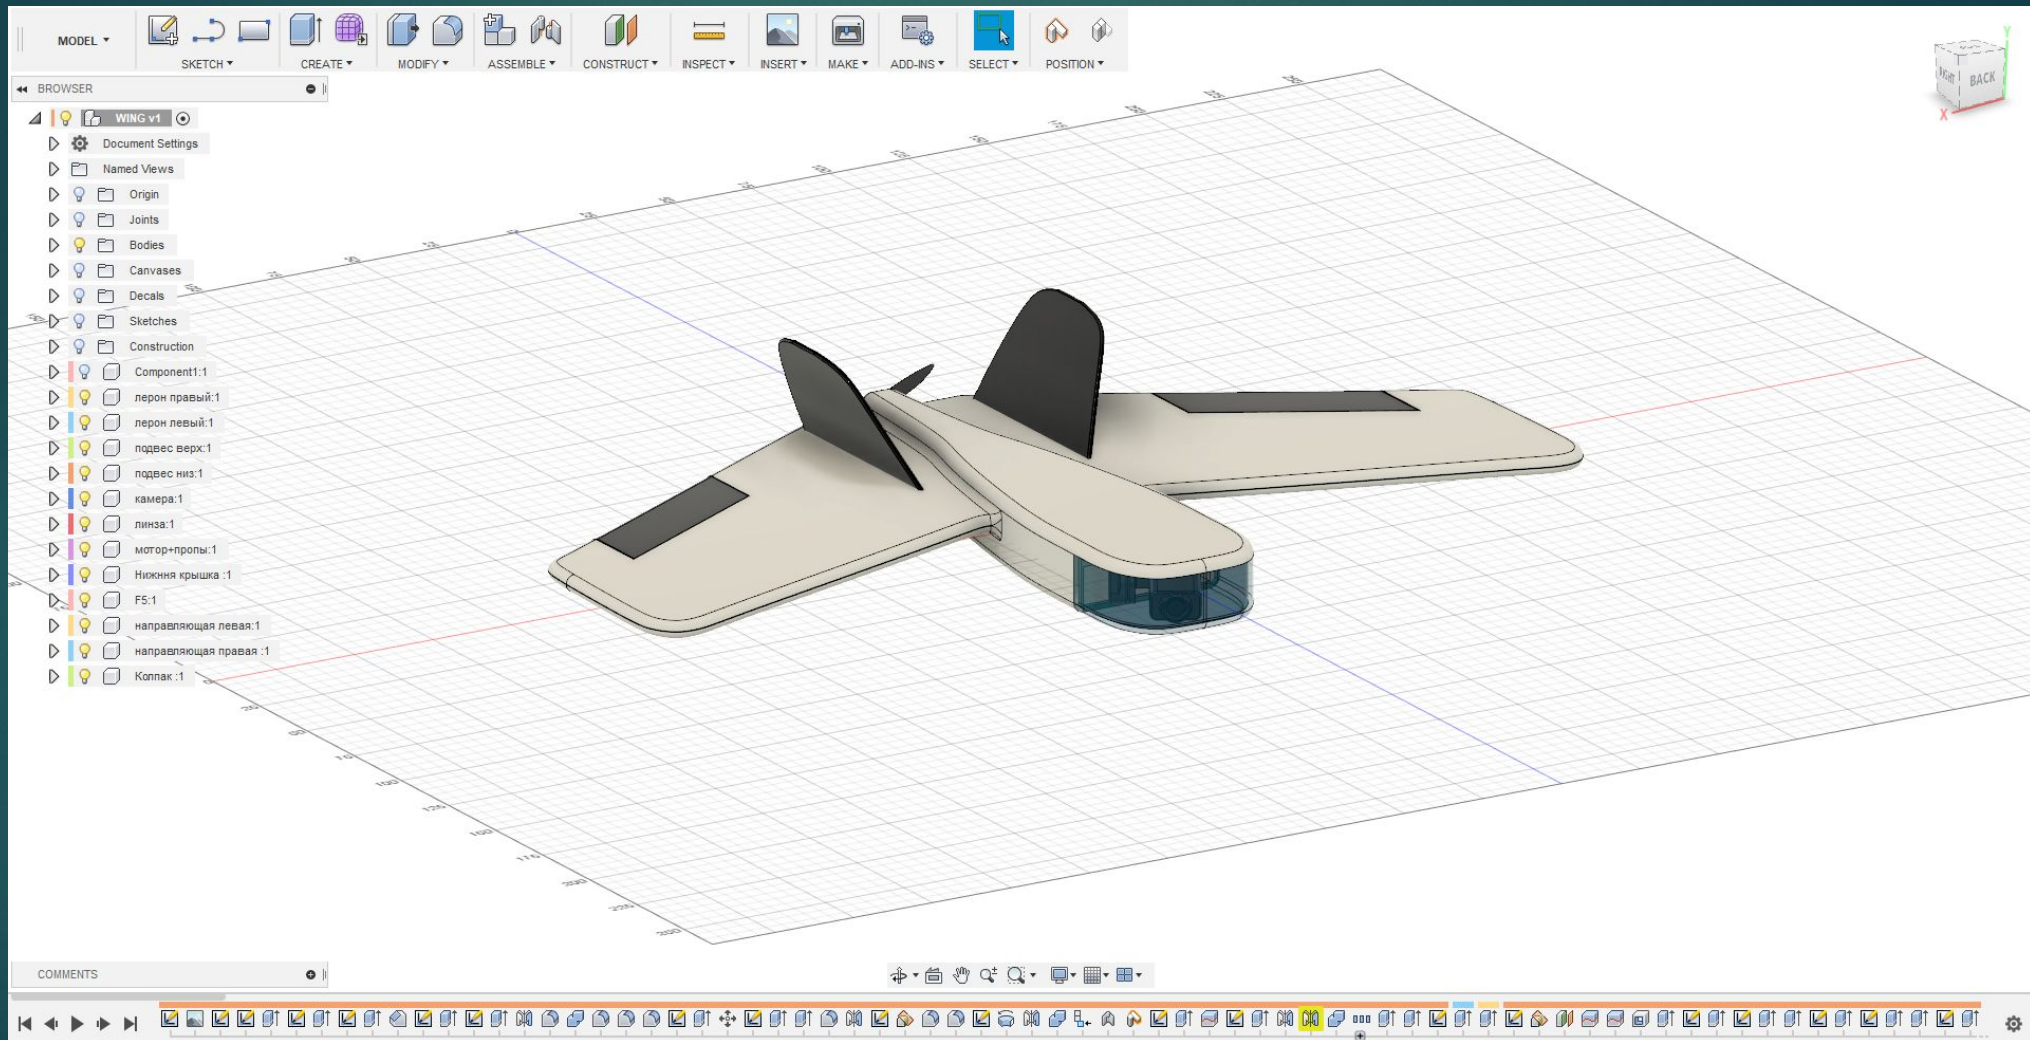 MODEL
SKETCH
CREATE
MODIFY
ASSEMBLE
CONSTRUCT
INSPECT
INSERT
MAKE
ADD-INS
SELECT
POSITION
BROWSER
WING v1
Document Settings
Named Views
Origin
Joints
Bodies
Canvases
Decals
Sketches
Construction
Component1:1
лерон правый:1
лерон левый:1
подвес верх:1
подвес низ:1
камера:1
линза:1
мотор+пропы:1
Нижння крышка :1
F5:1
направляющая левая:1
направляющая правая :1
Колпак :1
Y
RIGHT
BACK
X
COMMENTS